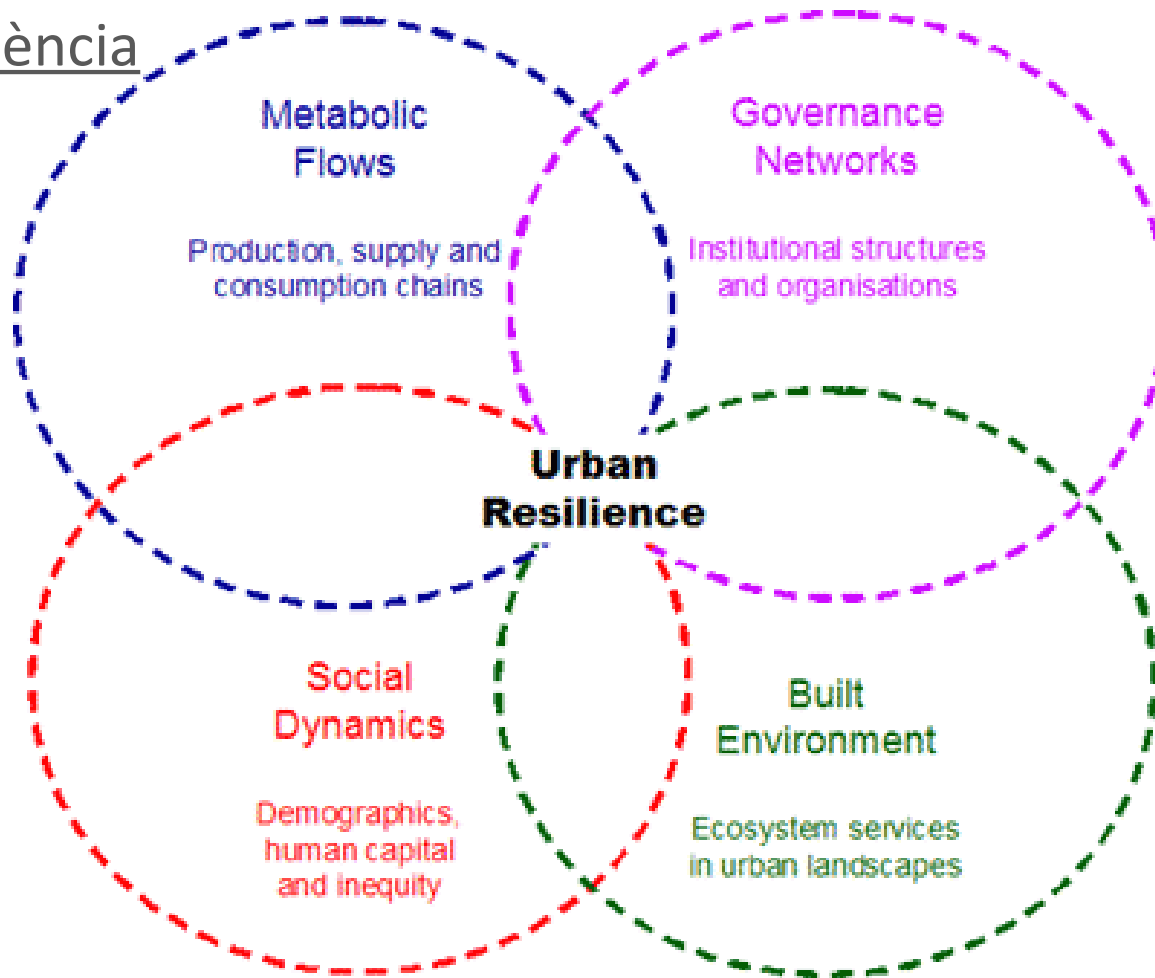 ència
Metabolic
Flows
Production, supply and
consumption chains
Governance
Networks
Institutional structures
and organisations
Urban
Resilience
Social
Dynamics
Demographics,
human capital
and inequity
Built
Environment
Ecosystem services
in urban landscapes